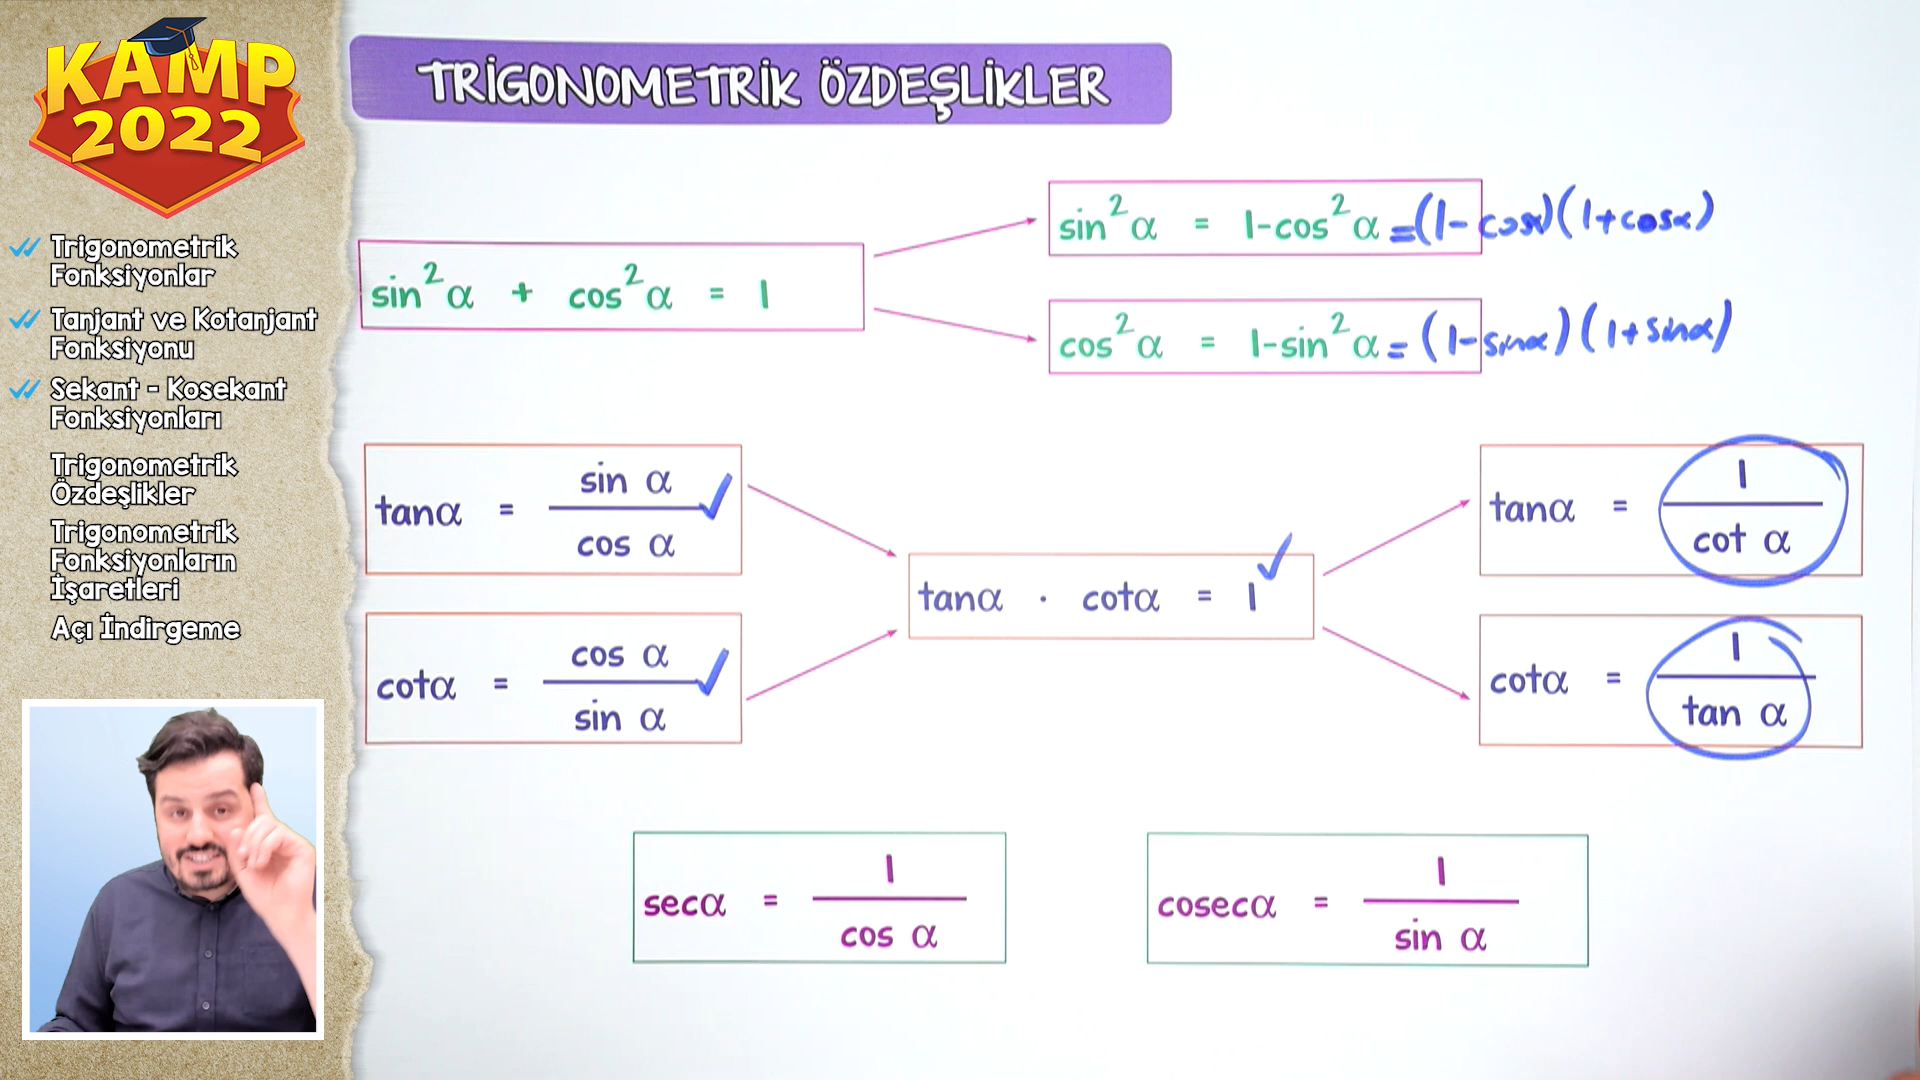 KAMP
2022
Trigonometrik
Fonksiyonlar
Tanjant ve Kotanjant
Fonksiyonu
Sekant - Kosekant
Fonksiyonları
Trigonometrik
Özdeşlikler
Trigonometrik
Fonksiyonların
İşaretleri
Açı İndirgeme
TRİGONOMETRİK ÖZDEŞLİKLER
sin²α + cos²α = 1
sin²α = 1-cos²α =(1-cosα)(1+cosα)
cos²α = 1-sin²α = (1-sinα)(1+sinα)
tanα = sin α / cos α
cotα = cos α / sin α
tanα · cotα = 1
tanα = 1 / cot α
cotα = 1 / tan α
secα = 1 / cos α
cosecα = 1 / sin α